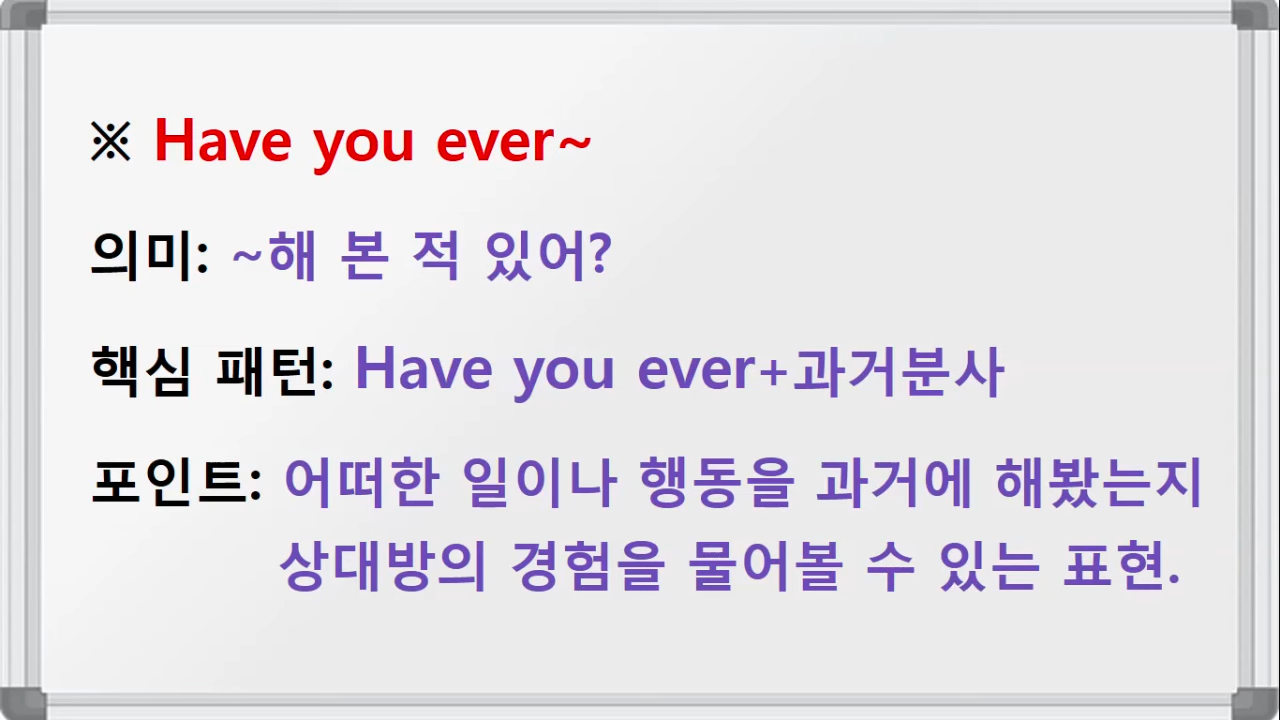 ※ Have you ever~
의미: ~해 본 적 있어?
핵심 패턴: Have you ever+과거분사
포인트: 어떠한 일이나 행동을 과거에 해봤는지
상대방의 경험을 물어볼 수 있는 표현.